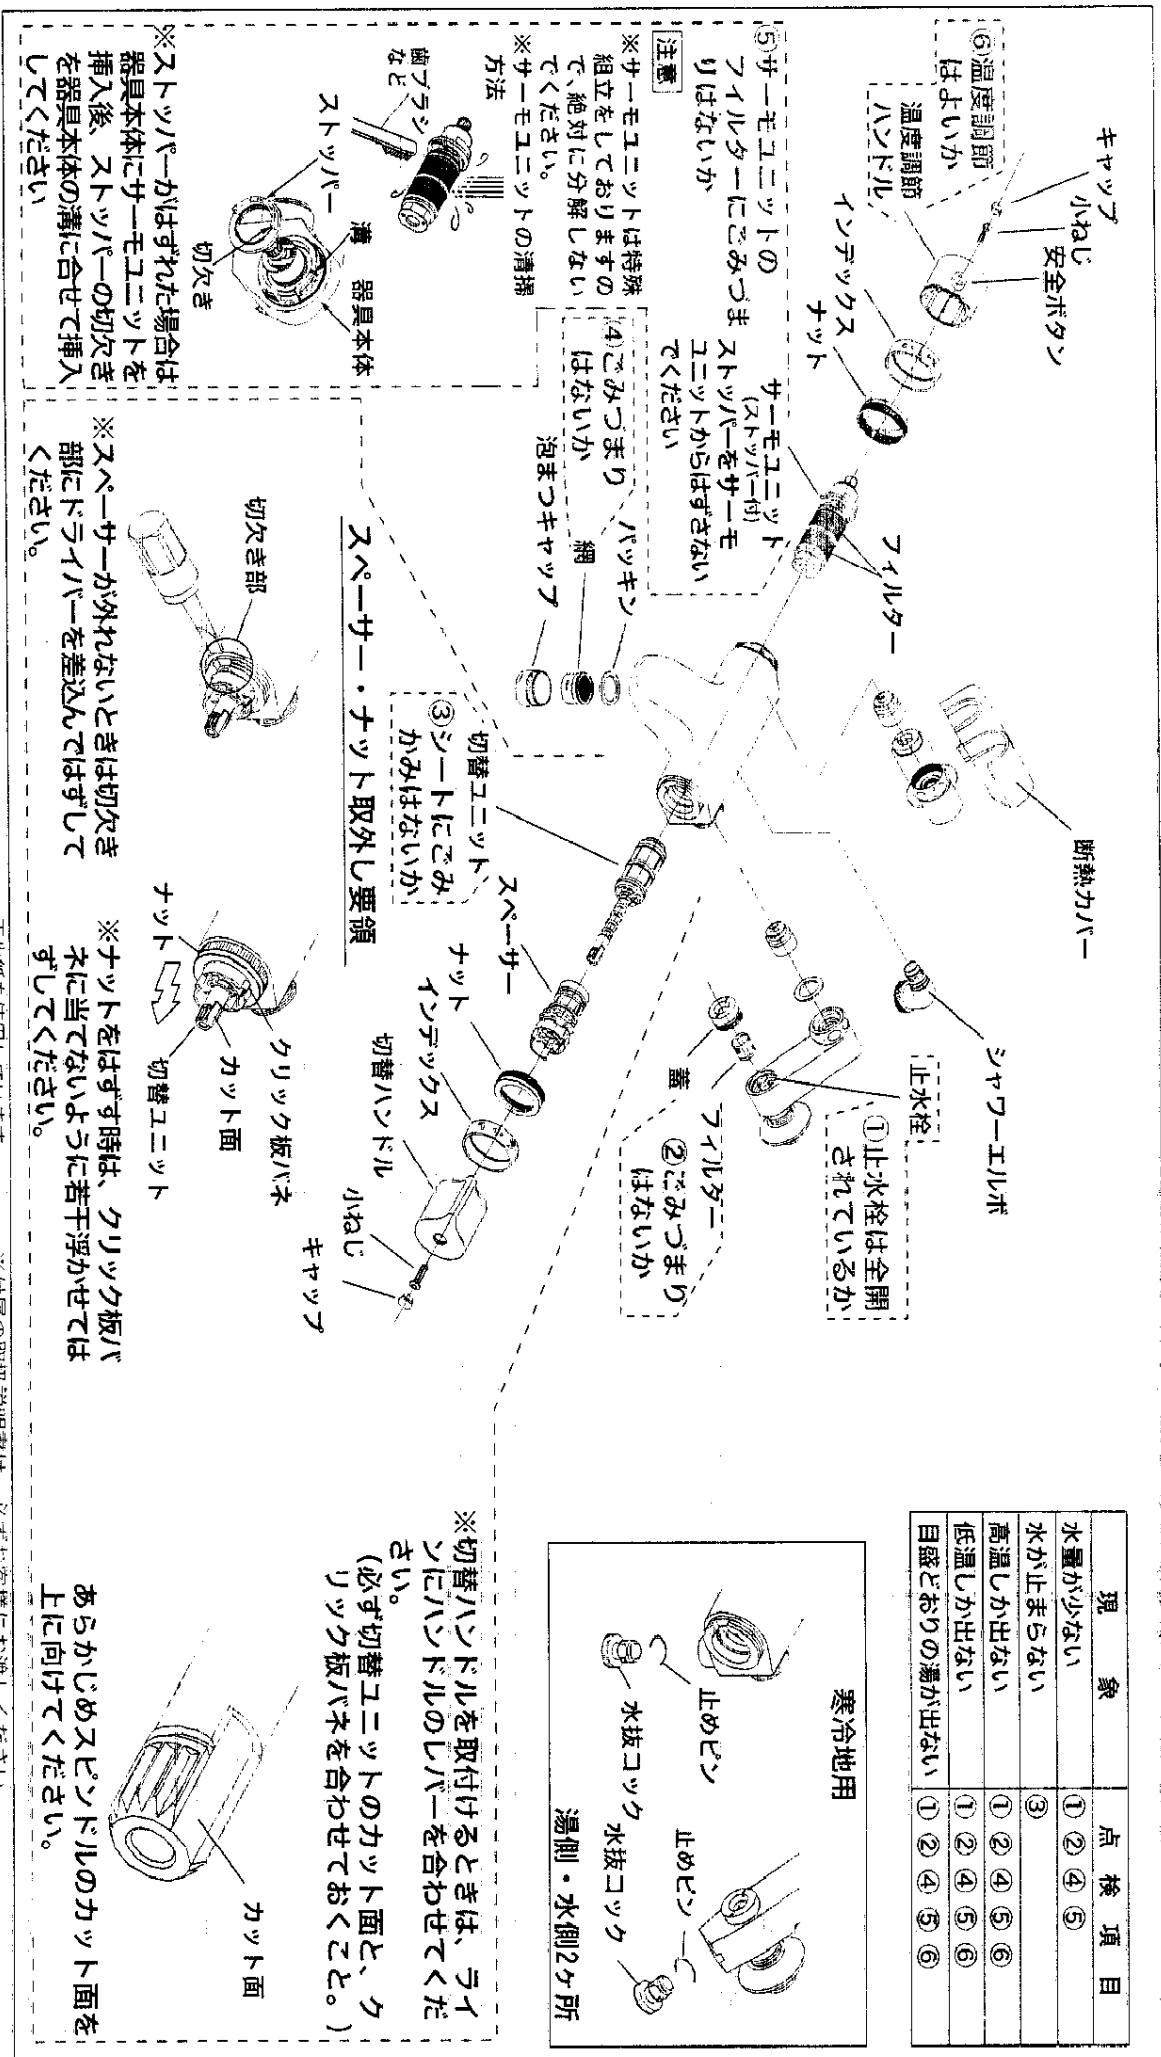 現象 点検項目
水量が少ない ①②④⑤
水が止まらない ③
高温しか出ない ①②④⑤⑥
低温しか出ない ①②④⑤⑥
目盛どおりの湯が出ない ①②④⑤⑥
キャップ
小ねじ
安全ボタン
⑥温度調節
はよいか
温度調節
ハンドル
インデックス
ナット
フィルター
サーモユニット
(ストッパー付)
ストッパーをサーモ
ユニットからはずさない
でください
⑤サーモユニットの
フィルターにごみづま
りはないか
注意
※サーモユニットは特殊
組立をしておりますの
で、絶対に分解しない
でください。
※サーモユニットの清掃
方法
歯ブラシ
など
ストッパー
溝
器具本体
切欠き
※ストッパーがはずれた場合は
器具本体にサーモユニットを
挿入後、ストッパーの切欠き
を器具本体の溝に合せて挿入
してください
④ごみづまり
はないか
パッキン
網
泡まつキャップ
断熱カバー
シャワーエルボ
止水栓
①止水栓は全開
されているか
蓋
フィルター
②ごみづまり
はないか
切替ユニット
③シートにごみ
かみはないか
スペーサー
ナット
インデックス
切替ハンドル
小ねじ
キャップ
スペーサー・ナット取外し要領
切欠き部
※スペーサーが外れないときは切欠き
部にドライバーを差込んではずして
ください。
クリック板バネ
カット面
切替ユニット
ナット
※ナットをはずす時は、クリック板バ
ネに当てないように若干浮かせては
ずしてください。
寒冷地用
止めピン
水抜コック
止めピン
水抜コック
湯側・水側2ケ所
※切替ハンドルを取付けるときは、ライ
ンにハンドルのレバーを合わせてくだ
さい。
(必ず切替ユニットのカット面と、ク
リック板バネを合わせておくこと。)
カット面
あらかじめスピンドルのカット面を
上に向けてください。